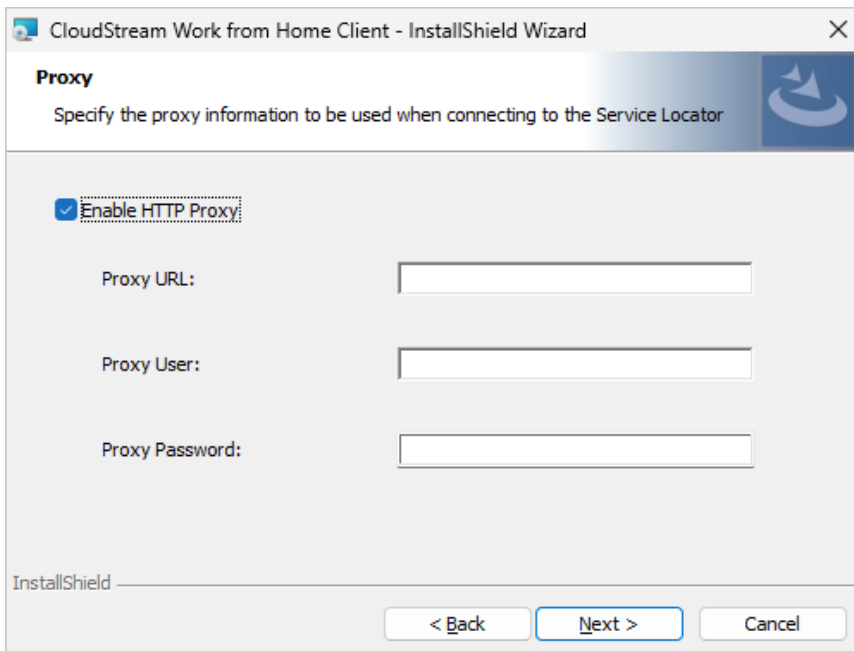 CloudStream Work from Home Client - InstallShield Wizard
Proxy
Specify the proxy information to be used when connecting to the Service Locator
Enable HTTP Proxy
Proxy URL:
Proxy User:
Proxy Password:
InstallShield
< Back
Next >
Cancel